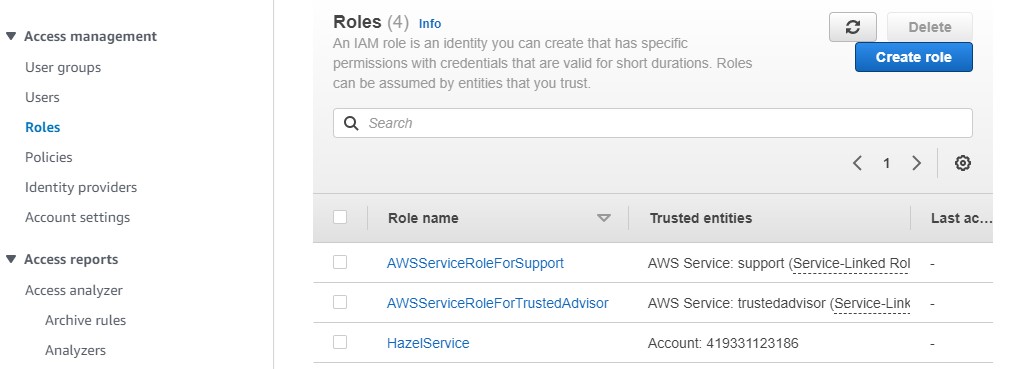 Access management
User groups
Users
Roles
Policies
Identity providers
Account settings
Access reports
Access analyzer
Archive rules
Analyzers
Roles (4) Info
An IAM role is an identity you can create that has specific
permissions with credentials that are valid for short durations. Roles
can be assumed by entities that you trust.
Delete
Create role
Search
1
Role name Trusted entities Last ac...
AWSServiceRoleForSupport AWS Service: support (Service-Linked Rol -
AWSServiceRoleForTrustedAdvisor AWS Service: trustedadvisor (Service-Link -
HazelService Account: 419331123186 -